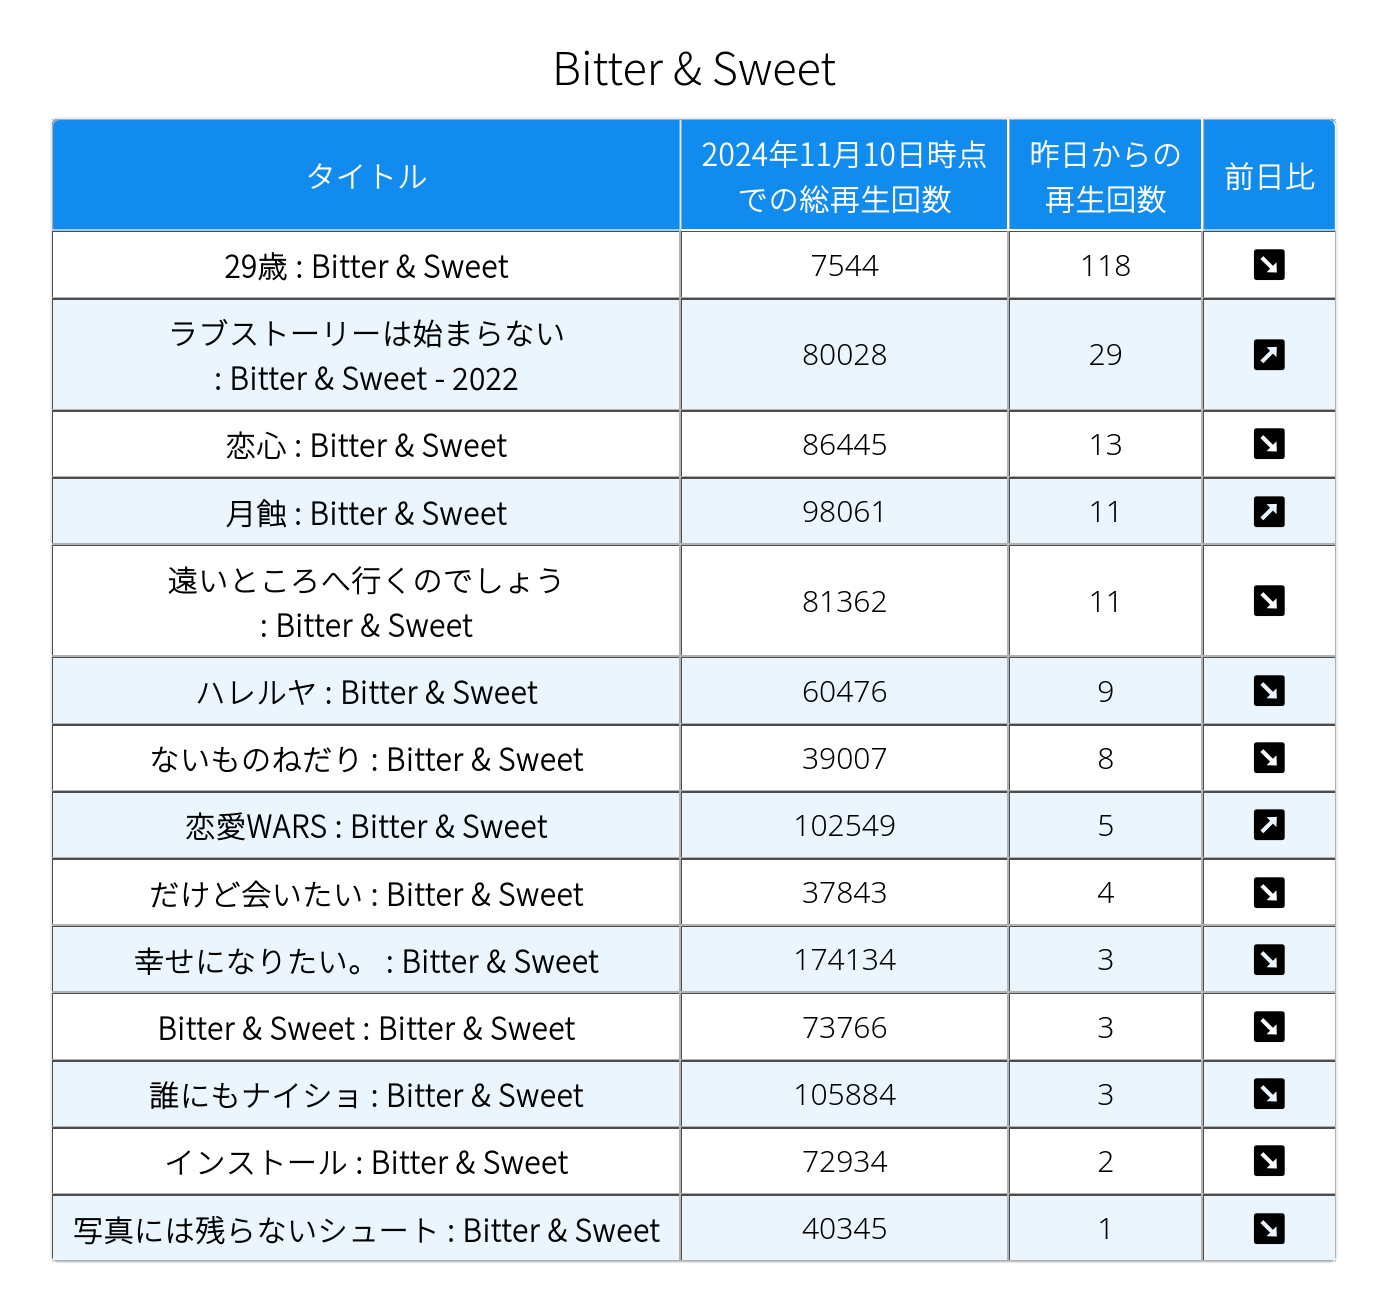 Bitter & Sweet
タイトル
2024年11月10日時点
での総再生回数
昨日からの
再生回数
前日比
29歳 : Bitter & Sweet
7544
118
ラブストーリーは始まらない
: Bitter & Sweet - 2022
80028
29
恋心 : Bitter & Sweet
86445
13
月蝕 : Bitter & Sweet
98061
11
遠いところへ行くのでしょう
: Bitter & Sweet
81362
11
ハレルヤ : Bitter & Sweet
60476
9
ないものねだり : Bitter & Sweet
39007
8
恋愛WARS : Bitter & Sweet
102549
5
だけど会いたい : Bitter & Sweet
37843
4
幸せになりたい。 : Bitter & Sweet
174134
3
Bitter & Sweet : Bitter & Sweet
73766
3
誰にもナイショ : Bitter & Sweet
105884
3
インストール : Bitter & Sweet
72934
2
写真には残らないシュート : Bitter & Sweet
40345
1